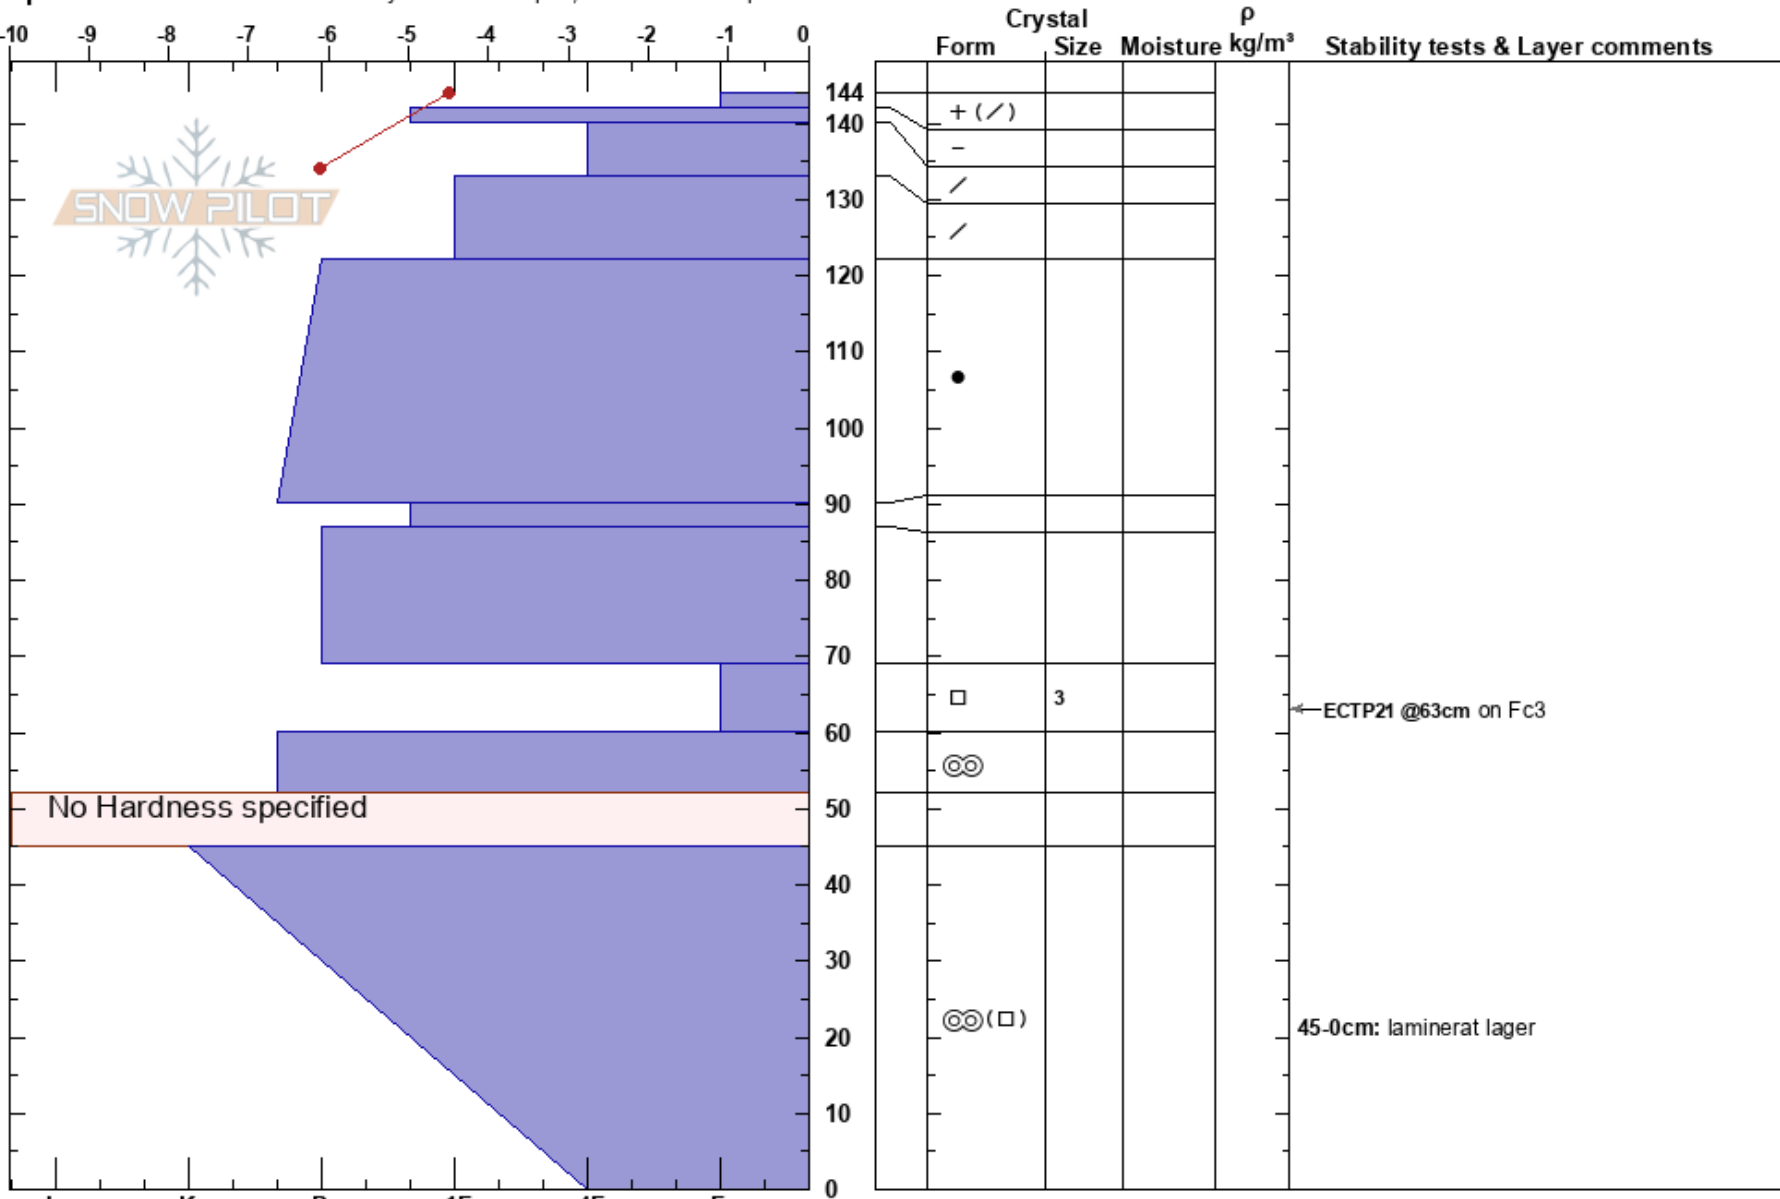 -10 -9 -8 -7 -6 -5 -4 -3 -2 -1 0
Crystal
ρ
Form Size Moisture kg/m³ Stability tests & Layer comments
144
140
130
120
110
100
90
80
70
60
50
40
30
20
10
0
SNOW PILOT
+ (/)
-
/
/
●
□ 3
ECTP21 @63cm on Fc3
No Hardness specified
45-0cm: laminerat lager
(□)